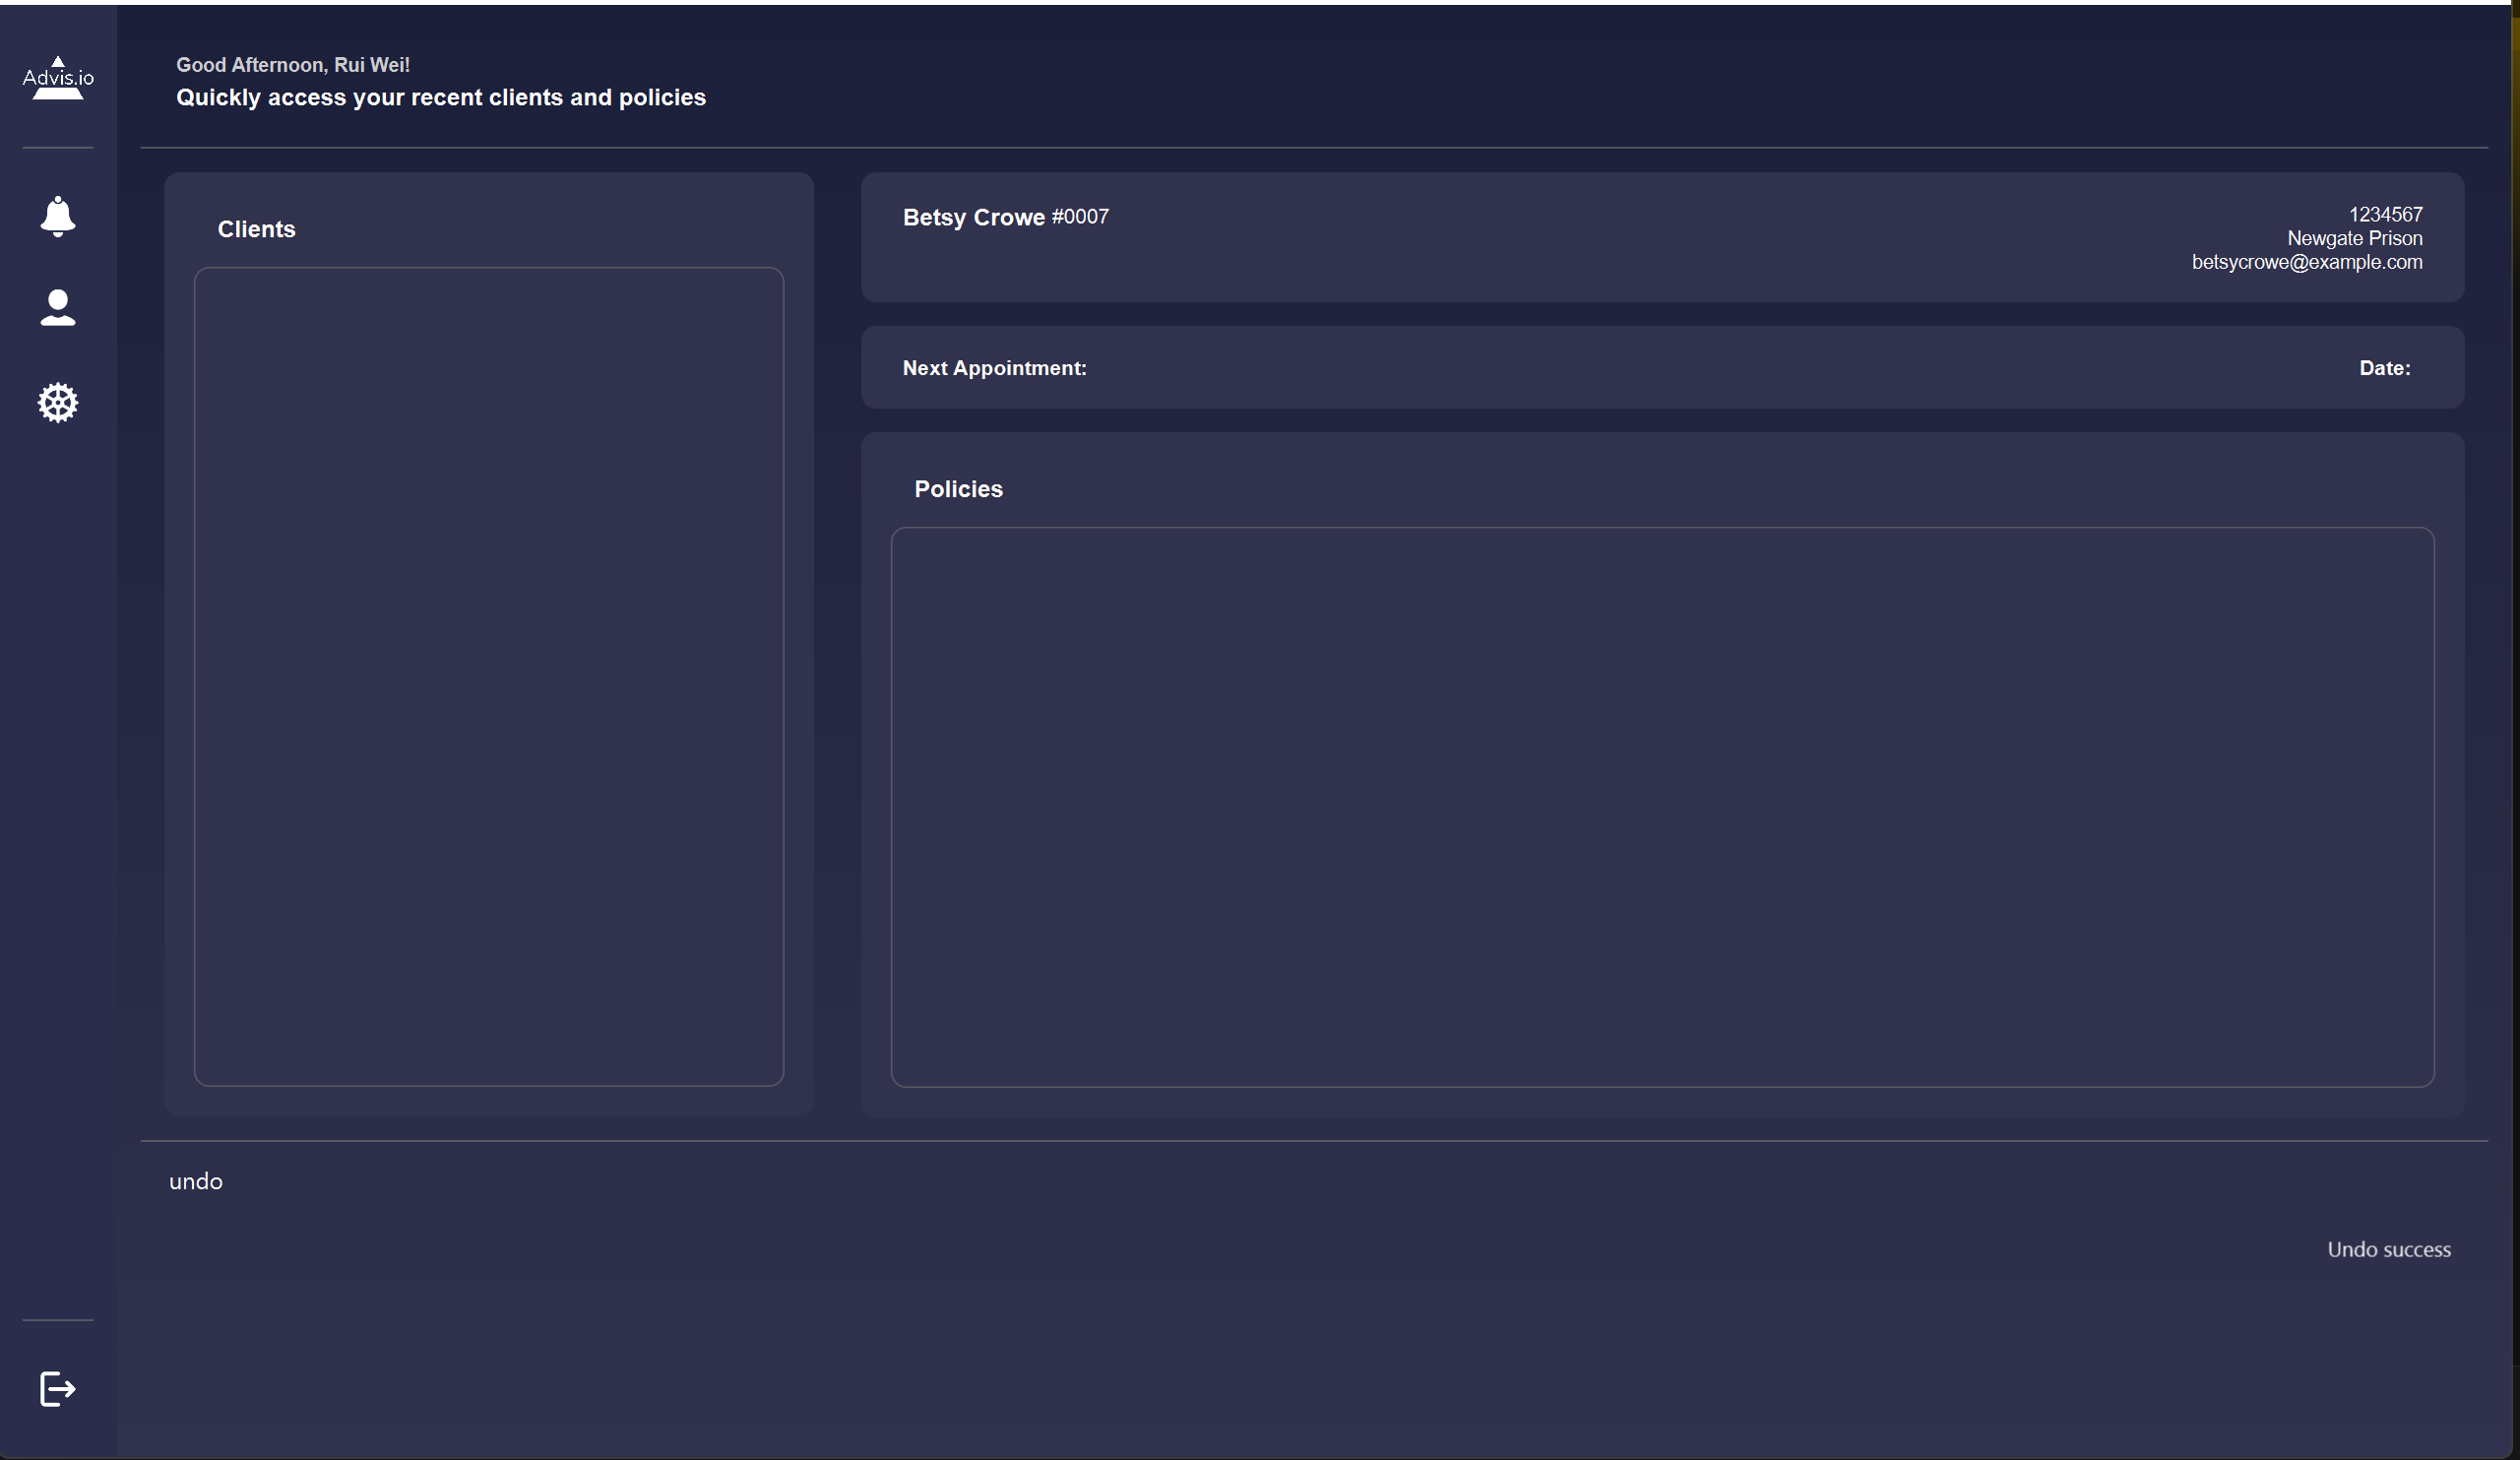 Advis.io
Good Afternoon, Rui Wei!
Quickly access your recent clients and policies
Clients
Betsy Crowe #0007
1234567
Newgate Prison
betsycrowe@example.com
Next Appointment:
Date:
Policies
undo
Undo success